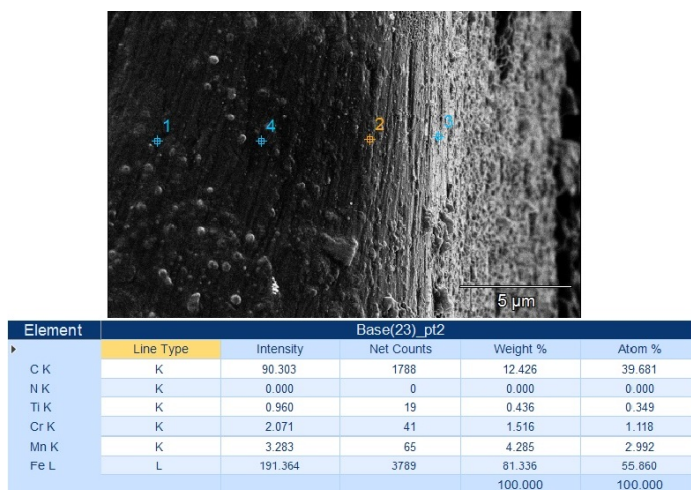 1 4 2 3
5 µm
Element Base(23)_pt2
Line Type Intensity Net Counts Weight % Atom %
C K K 90.303 1788 12.426 39.681
N K K 0.000 0 0.000 0.000
Ti K K 0.960 19 0.436 0.349
Cr K K 2.071 41 1.516 1.118
Mn K K 3.283 65 4.285 2.992
Fe L L 191.364 3789 81.336 55.860
100.000 100.000